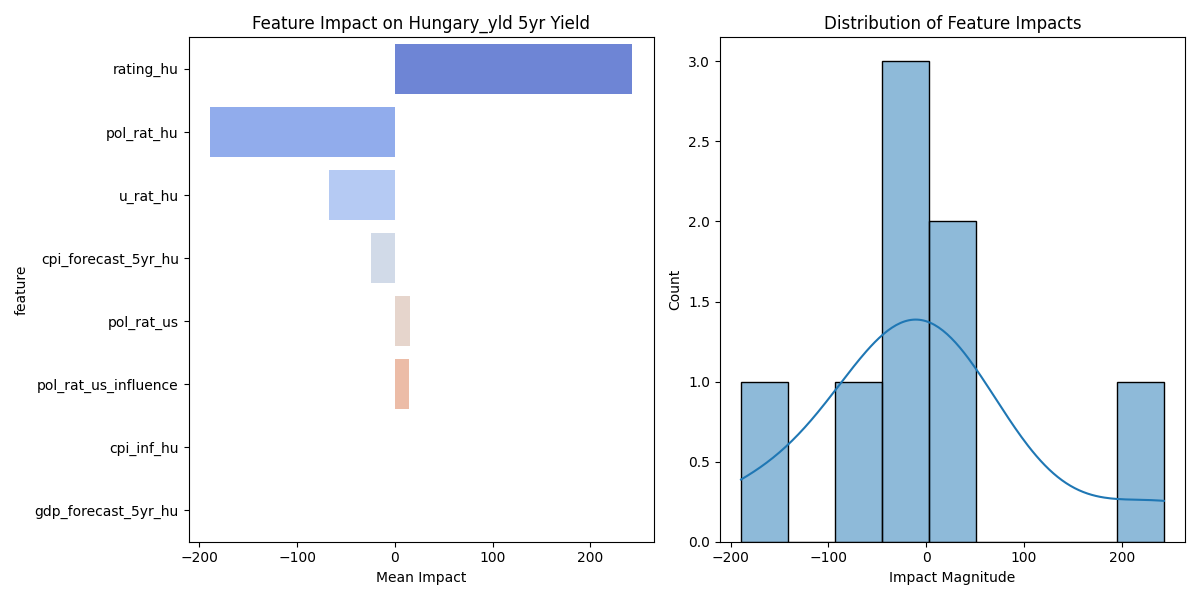 Feature Impact on Hungary_yld 5yr Yield
rating_hu
pol_rat_hu
u_rat_hu
cpi_forecast_5yr_hu
pol_rat_us
pol_rat_us_influence
cpi_inf_hu
gdp_forecast_5yr_hu
feature
−200
−100
0
100
200
Mean Impact
Distribution of Feature Impacts
3.0
2.5
2.0
1.5
1.0
0.5
0.0
Count
−200
−100
0
100
200
Impact Magnitude